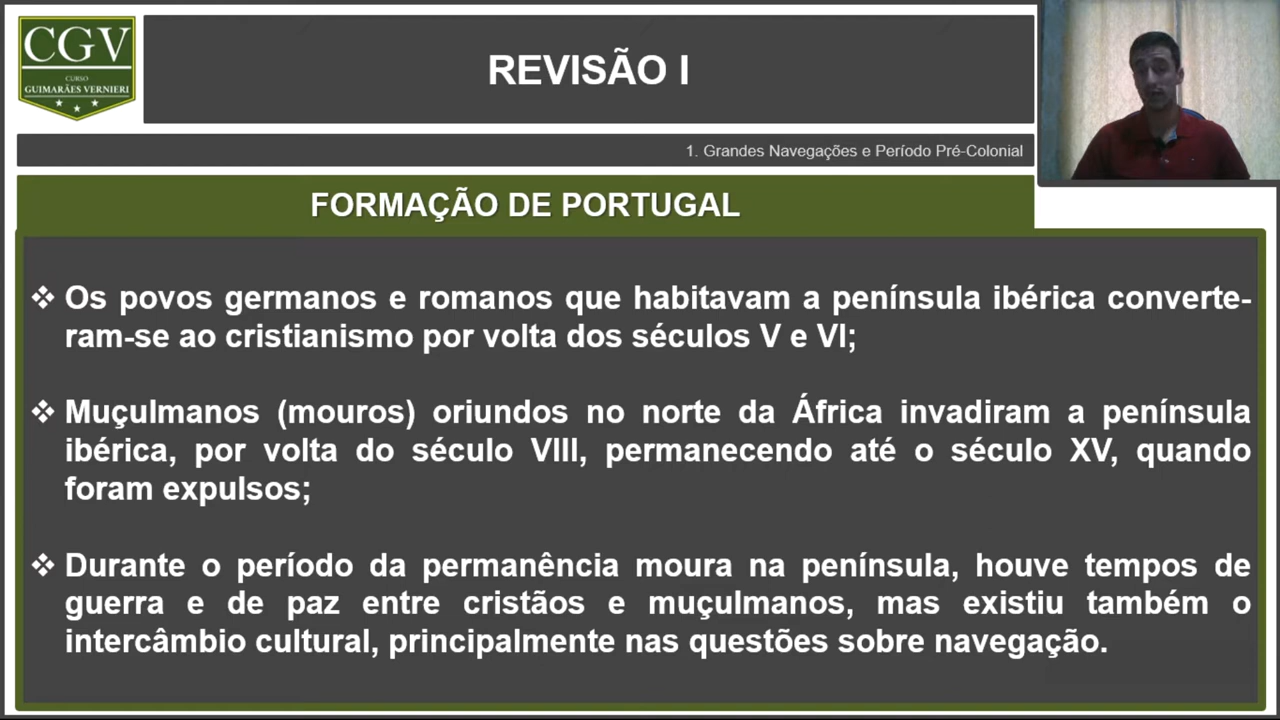 CGV
CURSO
GUIMARÃES VERNIERI
REVISÃO I
1. Grandes Navegações e Período Pré-Colonial
FORMAÇÃO DE PORTUGAL
❖ Os povos germanos e romanos que habitavam a península ibérica converte-
ram-se ao cristianismo por volta dos séculos V e VI;
❖ Muçulmanos (mouros) oriundos no norte da África invadiram a península
ibérica, por volta do século VIII, permanecendo até o século XV, quando
foram expulsos;
❖ Durante o período da permanência moura na península, houve tempos de
guerra e de paz entre cristãos e muçulmanos, mas existiu também o
intercâmbio cultural, principalmente nas questões sobre navegação.